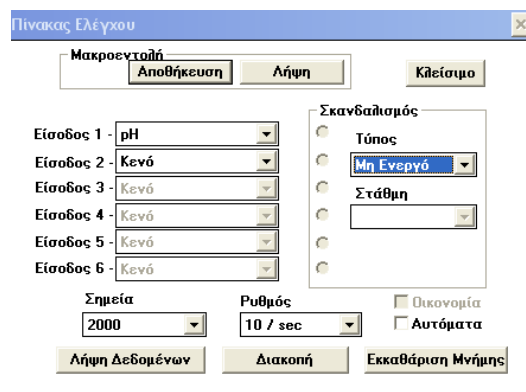 Πίνακας Ελέγχου
Μακροεντολή
Αποθήκευση Λήψη Κλείσιμο
Σκανδαλισμός
Είσοδος 1 - pH
Τύπος
Είσοδος 2 - Κενό
Μη Ενεργό
Είσοδος 3 - Κενό
Στάθμη
Είσοδος 4 - Κενό
Είσοδος 5 - Κενό
Είσοδος 6 - Κενό
Σημεία Ρυθμός Οικονομία
2000 10 / sec Αυτόματα
Λήψη Δεδομένων Διακοπή Εκκαθάριση Μνήμης